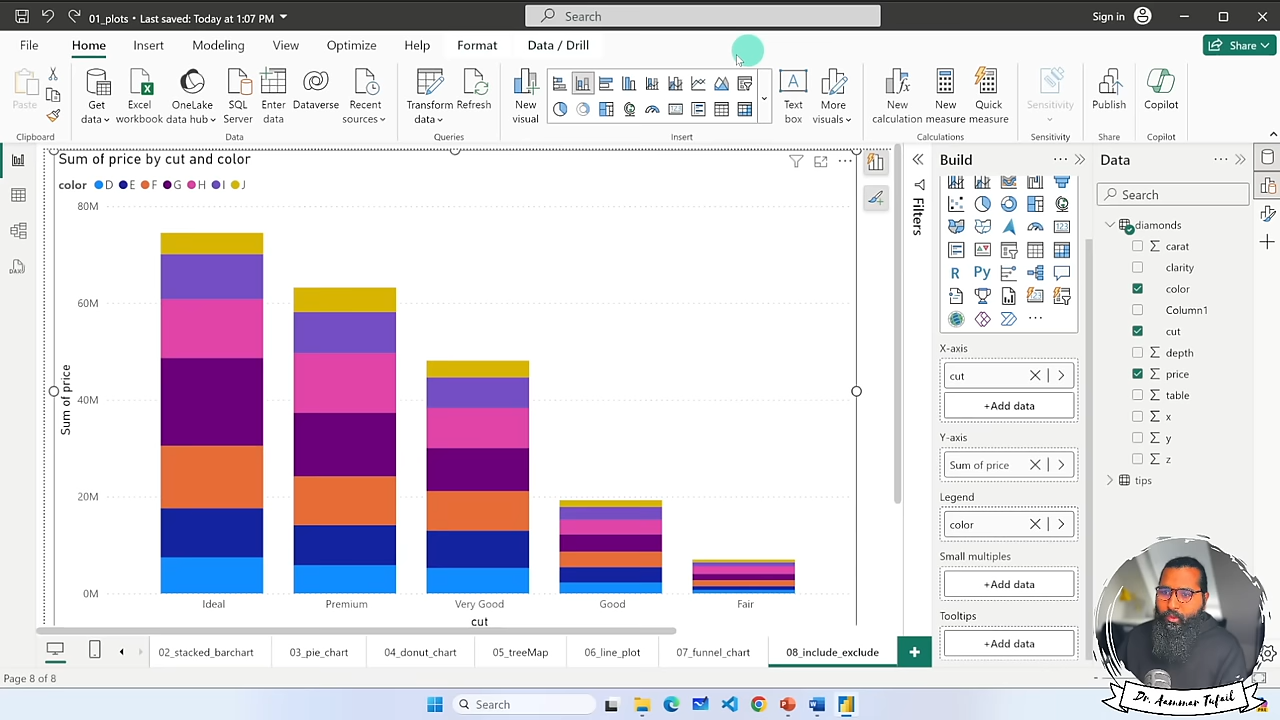 01_plots • Last saved: Today at 1:07 PM
Search
Sign in
File
Home
Insert
Modeling
View
Optimize
Help
Format
Data / Drill
Share
Paste
Get data
Excel workbook
OneLake data hub
SQL Server
Enter data
Dataverse
Recent sources
Transform data
Refresh
New visual
Text box
More visuals
New calculation
New measure
Quick measure
Sensitivity
Publish
Copilot
Clipboard
Data
Queries
Insert
Calculations
Sensitivity
Share
Copilot
Sum of price by cut and color
color D E F G H I J
80M
60M
40M
20M
0M
Sum of price
Ideal
Premium
Very Good
Good
Fair
cut
Filters
Build
R
Py
123
X-axis
cut
+Add data
Y-axis
Sum of price
Legend
color
Small multiples
+Add data
Tooltips
+Add data
Data
Search
diamonds
carat
clarity
color
Column1
cut
depth
price
table
x
y
z
tips
DAX
02_stacked_barchart
03_pie_chart
04_donut_chart
05_treeMap
06_line_plot
07_funnel_chart
08_include_exclude
Page 8 of 8
Search
Dr. Aammar Tufail